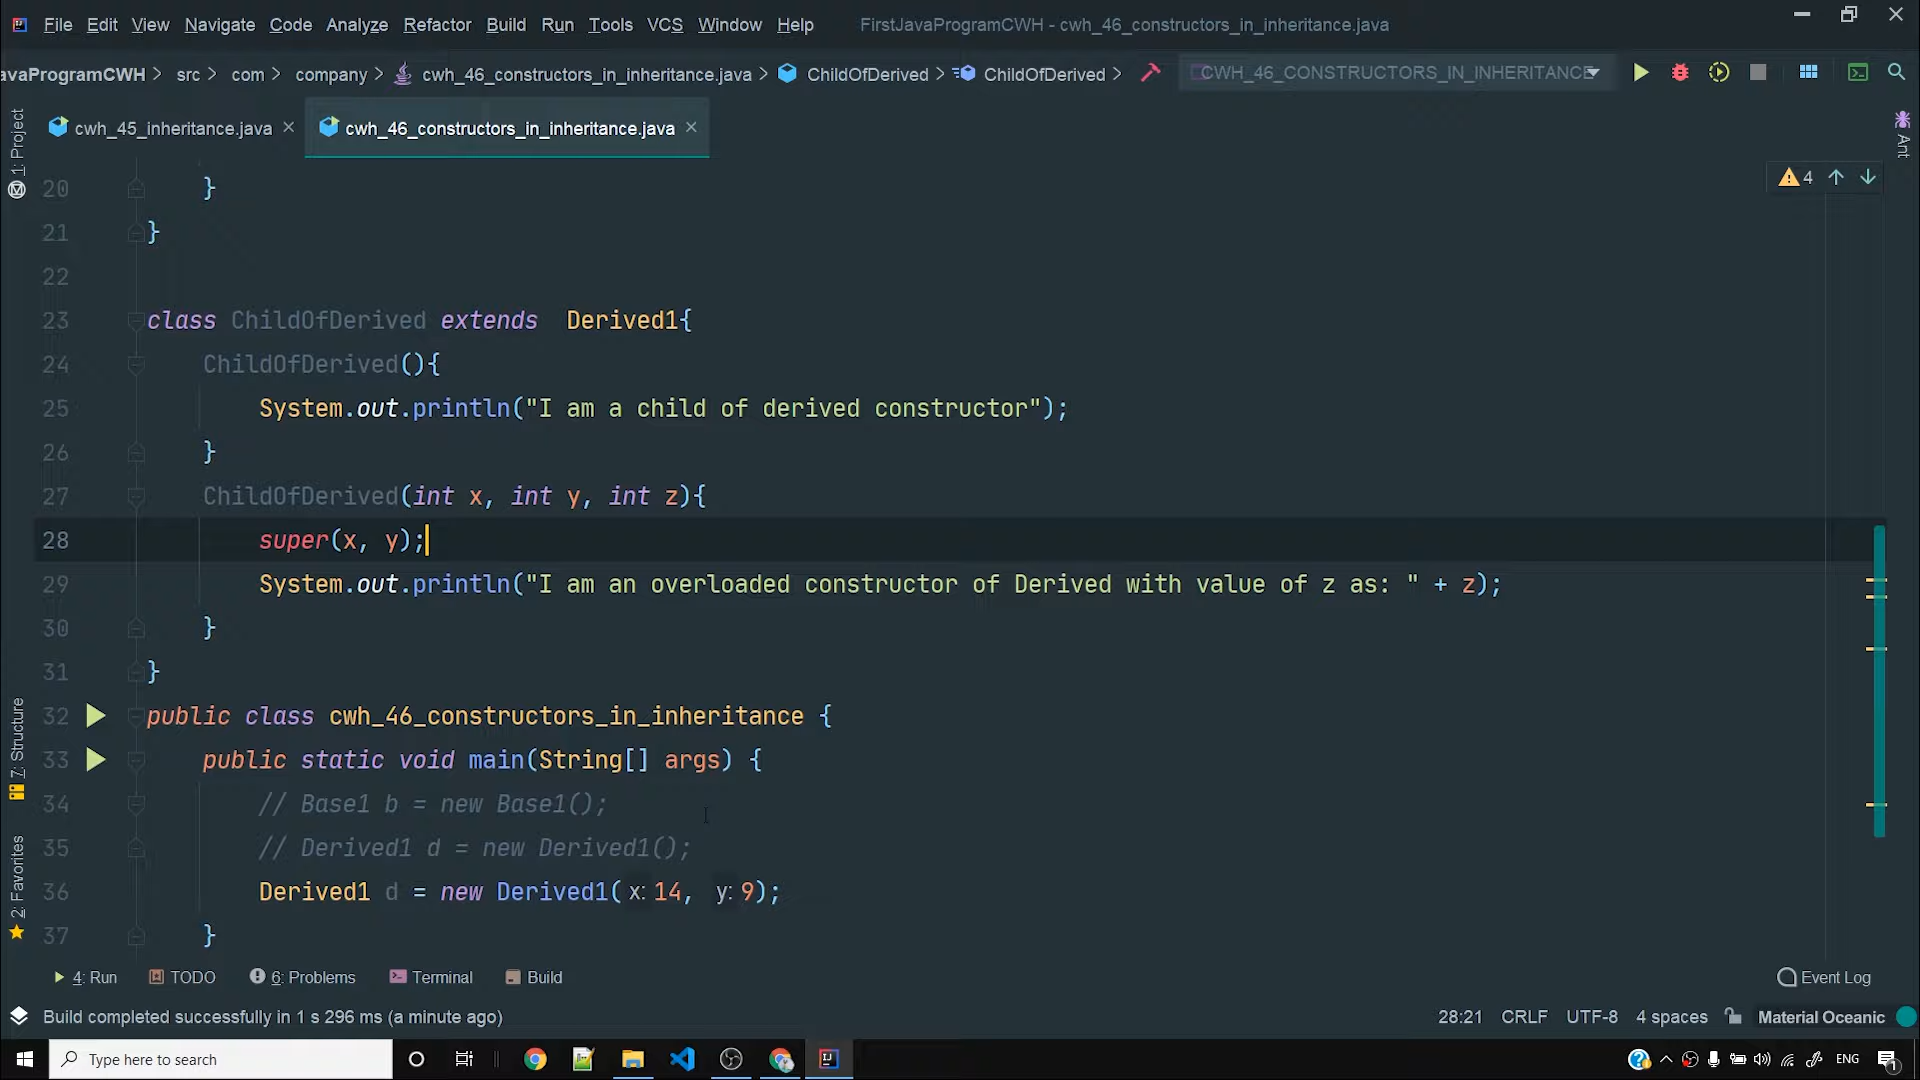 File Edit View Navigate Code Analyze Refactor Build Run Tools VCS Window Help FirstJavaProgramCWH - cwh_46_constructors_in_inheritance.java
avaProgramCWH > src > com > company > cwh_46_constructors_in_inheritance.java > ChildOfDerived > ChildOfDerived > CWH_46_CONSTRUCTORS_IN_INHERITANCE
cwh_45_inheritance.java × cwh_46_constructors_in_inheritance.java ×
1: Project
Ant
4
20 }
21 }
22
23 class ChildOfDerived extends  Derived1{
24 ChildOfDerived(){
25 System.out.println("I am a child of derived constructor");
26 }
27 ChildOfDerived(int x, int y, int z){
28 super(x, y);
29 System.out.println("I am an overloaded constructor of Derived with value of z as: " + z);
30 }
31 }
32 public class cwh_46_constructors_in_inheritance {
33 public static void main(String[] args) {
34 // Base1 b = new Base1();
35 // Derived1 d = new Derived1();
36 Derived1 d = new Derived1( x: 14, y: 9);
37 }
7: Structure
2: Favorites
4: Run TODO 6: Problems Terminal Build Event Log
Build completed successfully in 1 s 296 ms (a minute ago) 28:21 CRLF UTF-8 4 spaces Material Oceanic
Type here to search ENG 1